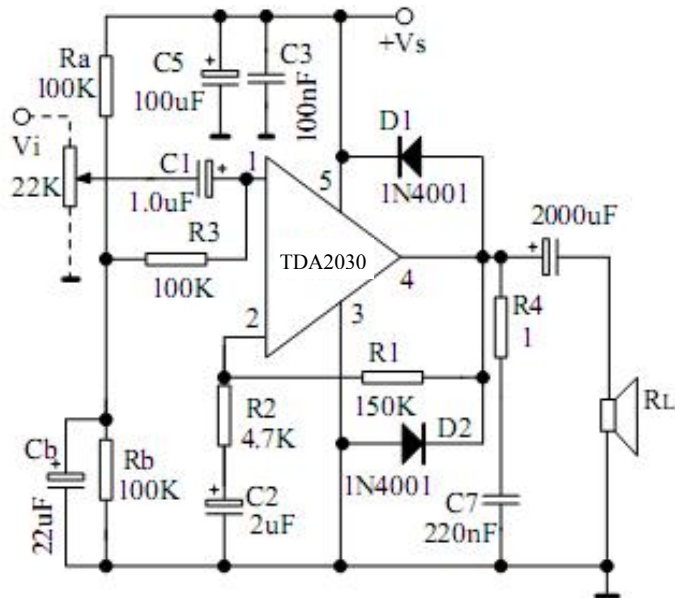 +Vs
Ra
100K
C5
100uF
C3
100nF
D1
1N4001
Vi
22K
C1
1.0uF
1
5
2000uF
R3
100K
TDA2030
4
2
3
R4
1
R1
150K
RL
R2
4.7K
D2
1N4001
Cb
22uF
Rb
100K
C2
2uF
C7
220nF
+
+
+
+
+